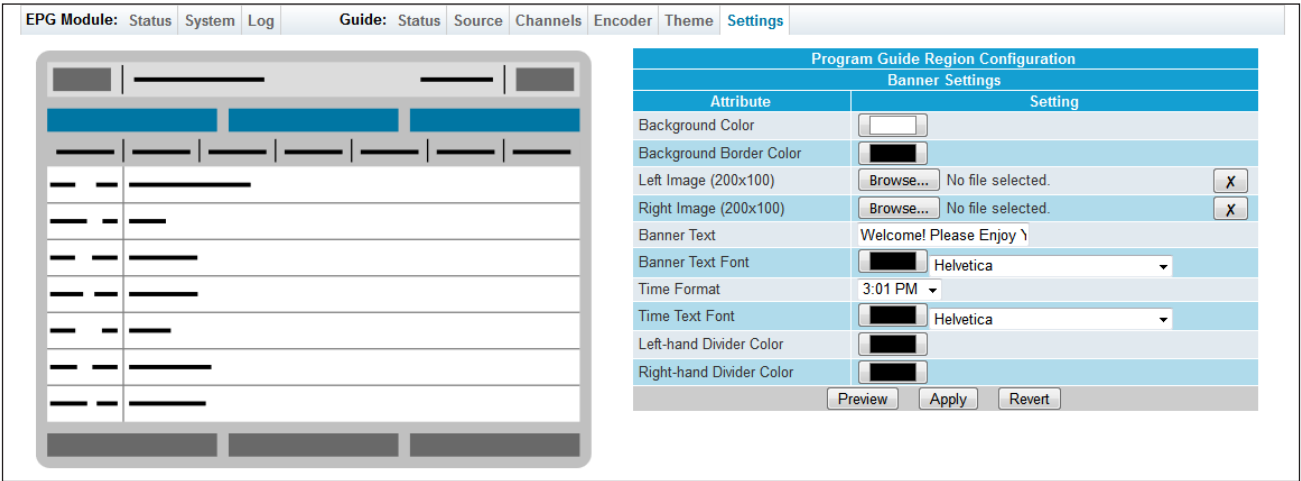 EPG Module: Status System Log Guide: Status Source Channels Encoder Theme Settings
Program Guide Region Configuration
Banner Settings
Attribute Setting
Background Color
Background Border Color
Left Image (200x100) Browse... No file selected. X
Right Image (200x100) Browse... No file selected. X
Banner Text Welcome! Please Enjoy Y
Banner Text Font Helvetica
Time Format 3:01 PM
Time Text Font Helvetica
Left-hand Divider Color
Right-hand Divider Color
Preview Apply Revert